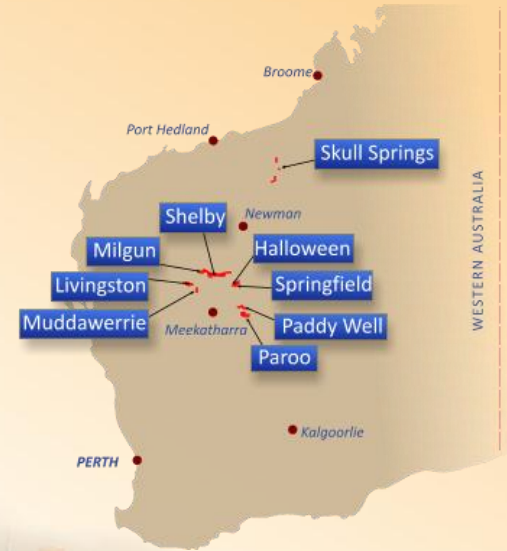 Broome
Port Hedland
Skull Springs
Shelby
Newman
Milgun
Halloween
Livingston
Springfield
Muddawerrie
Meekatharra
Paddy Well
Paroo
Kalgoorlie
PERTH
WESTERN AUSTRALIA